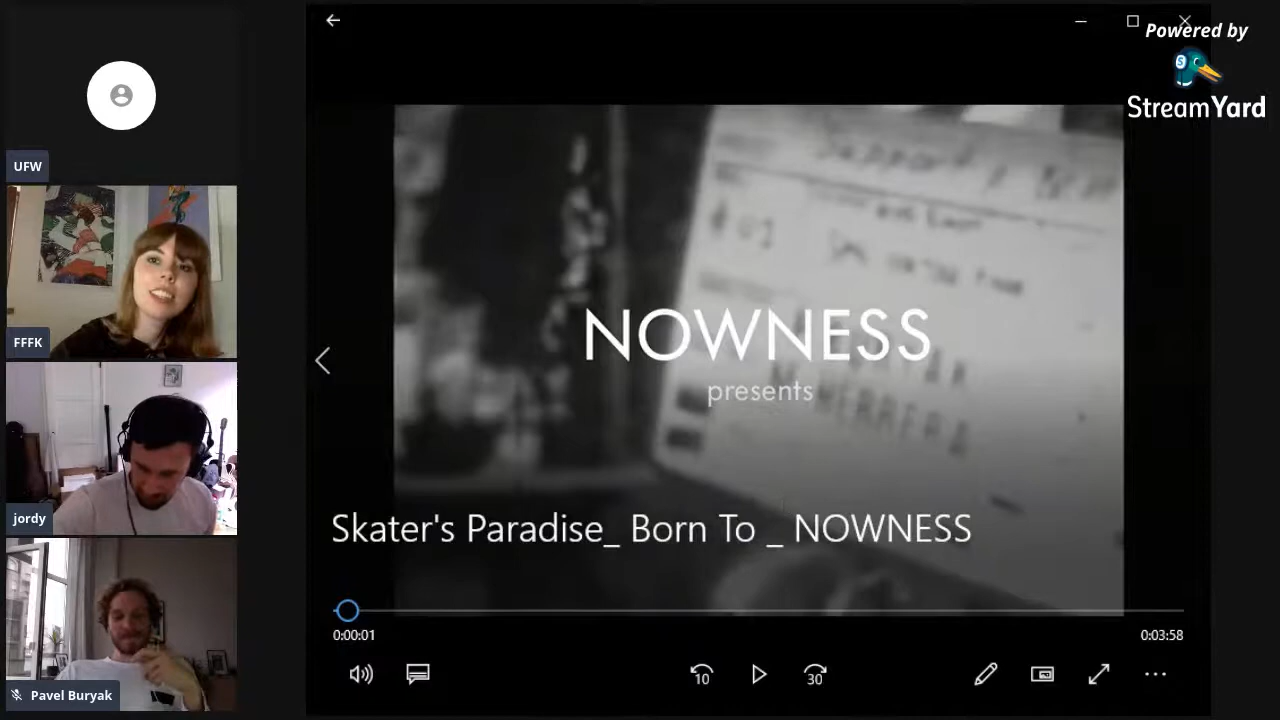 Powered by
StreamYard
UFW
FFFK
jordy
Pavel Buryak
NOWNESS
presents
HERRERO
Skater's Paradise_ Born To _ NOWNESS
0:00:01
0:03:58
10
30